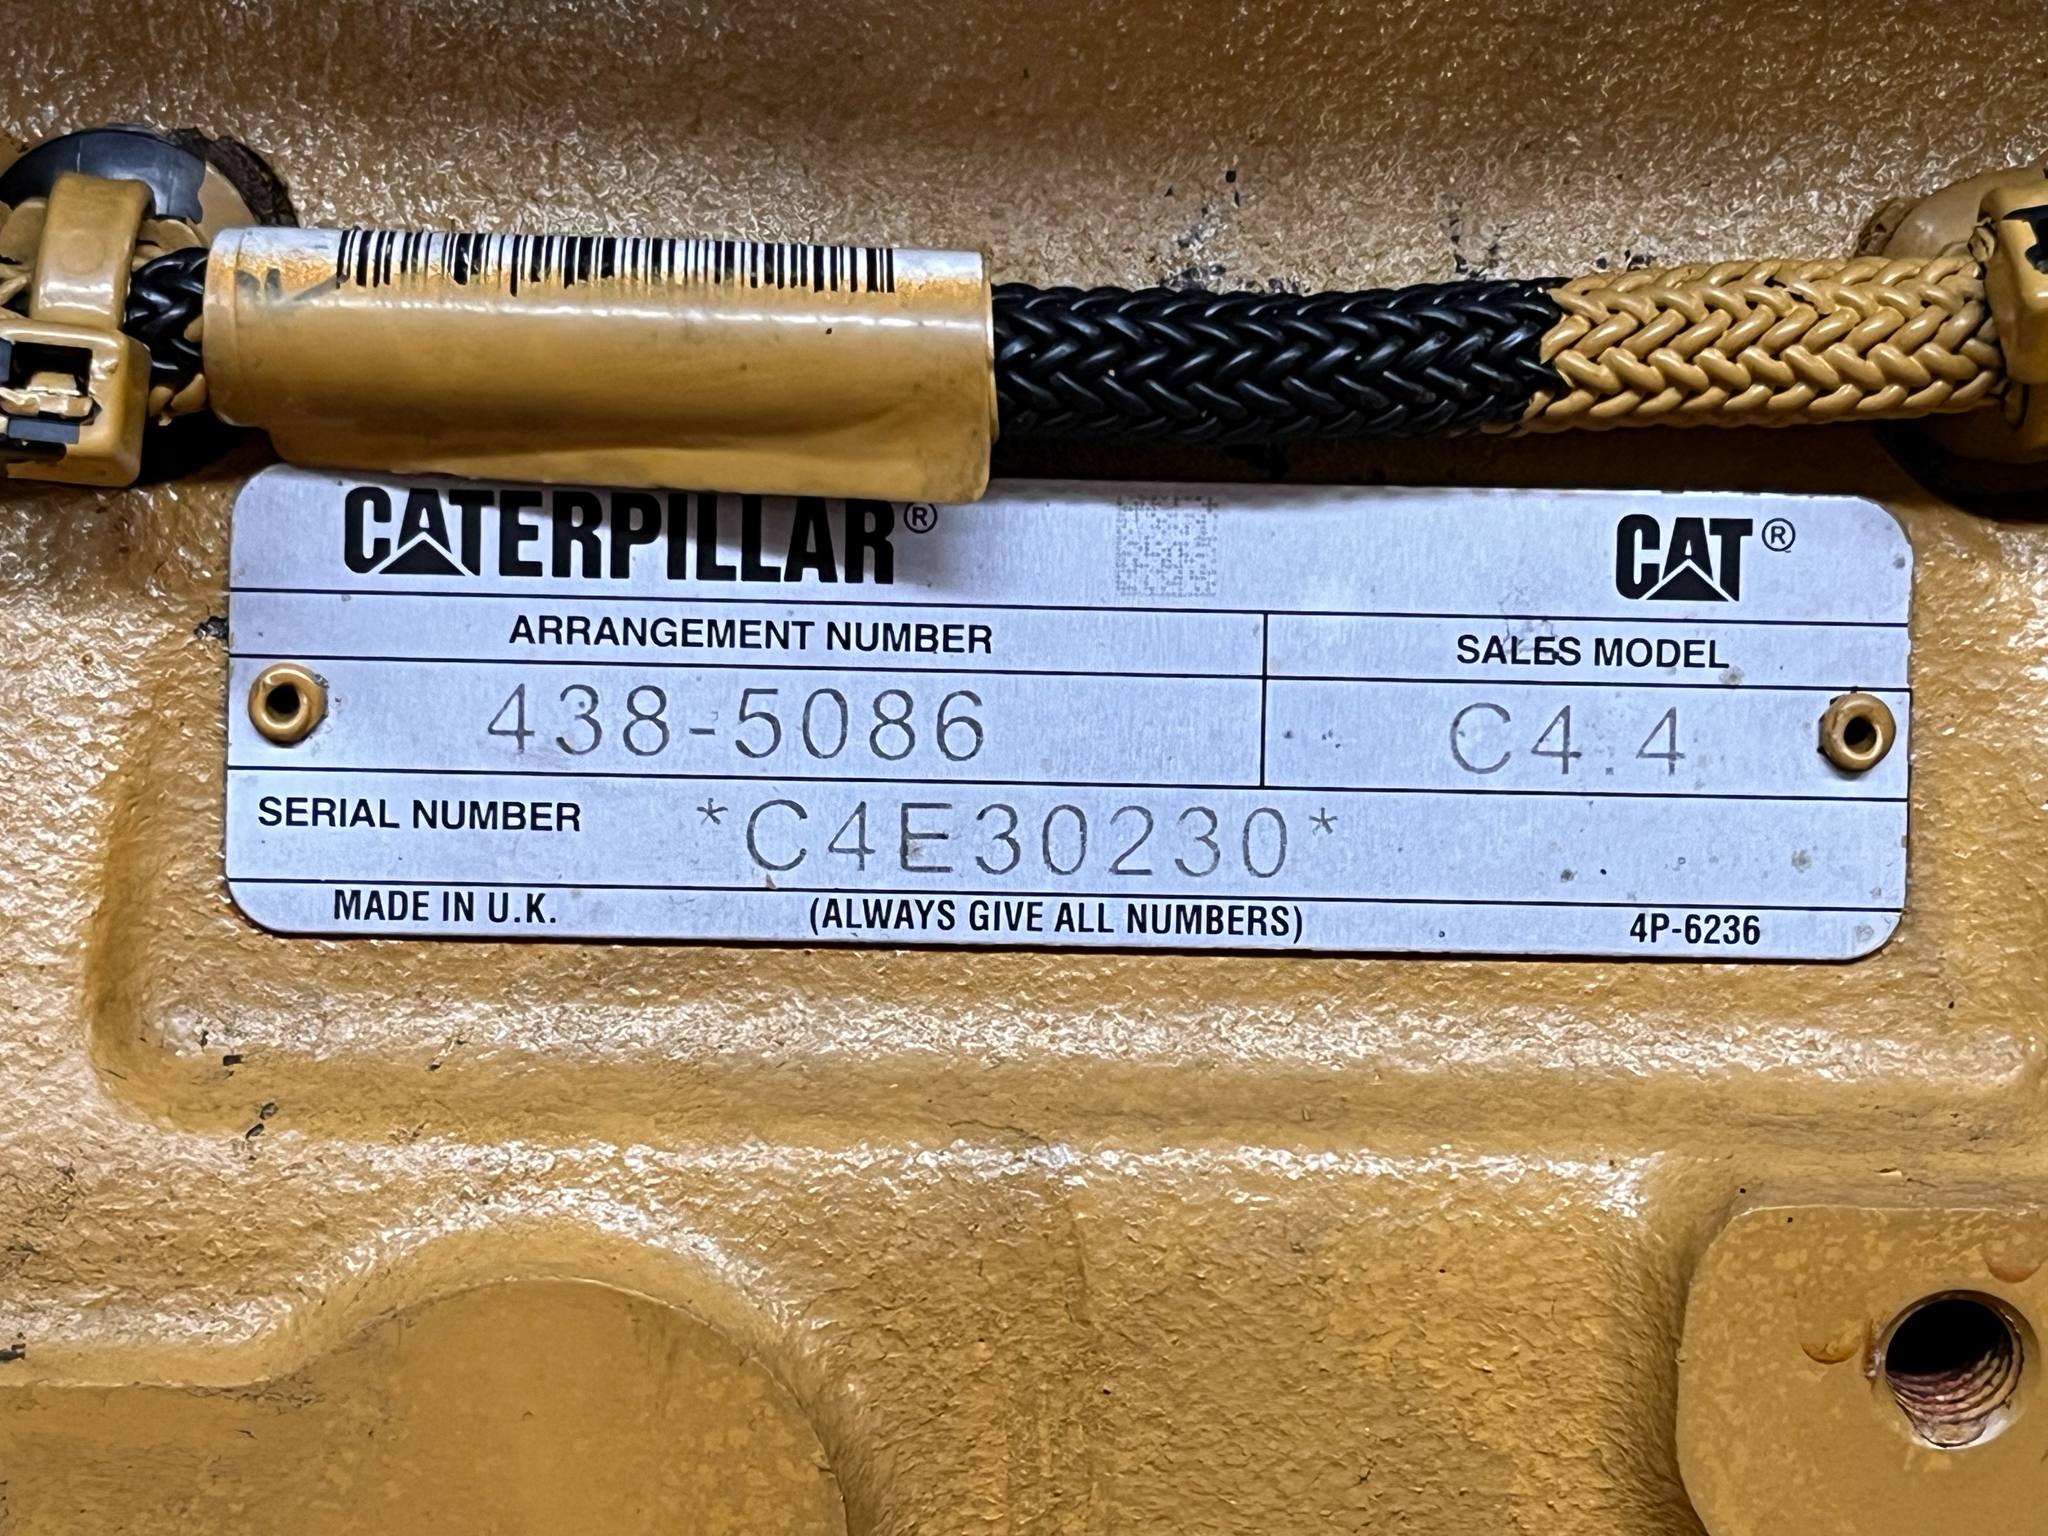 CATERPILLAR® CAT®
ARRANGEMENT NUMBER SALES MODEL
438-5086 C4.4
SERIAL NUMBER *C4E30230*
MADE IN U.K. (ALWAYS GIVE ALL NUMBERS) 4P-6236